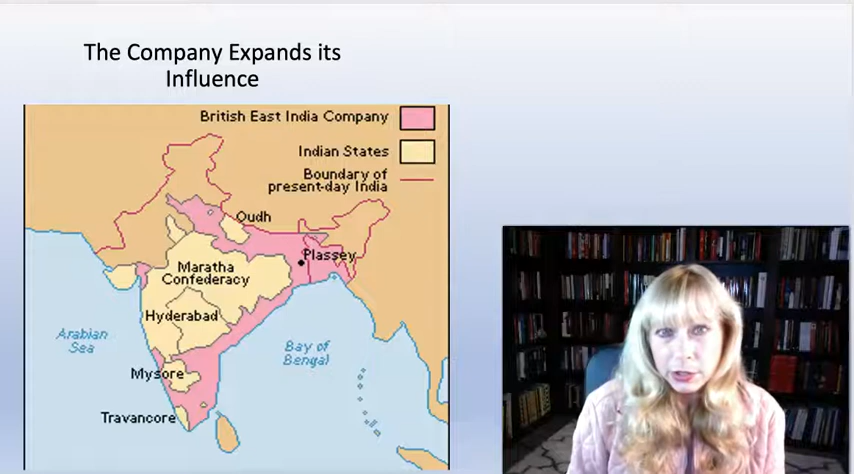 The Company Expands its
Influence
British East India Company
Indian States
Boundary of
present-day India
Oudh
Plassey
Maratha
Confederacy
Hyderabad
Arabian
Sea
Bay of
Bengal
Mysore
Travancore